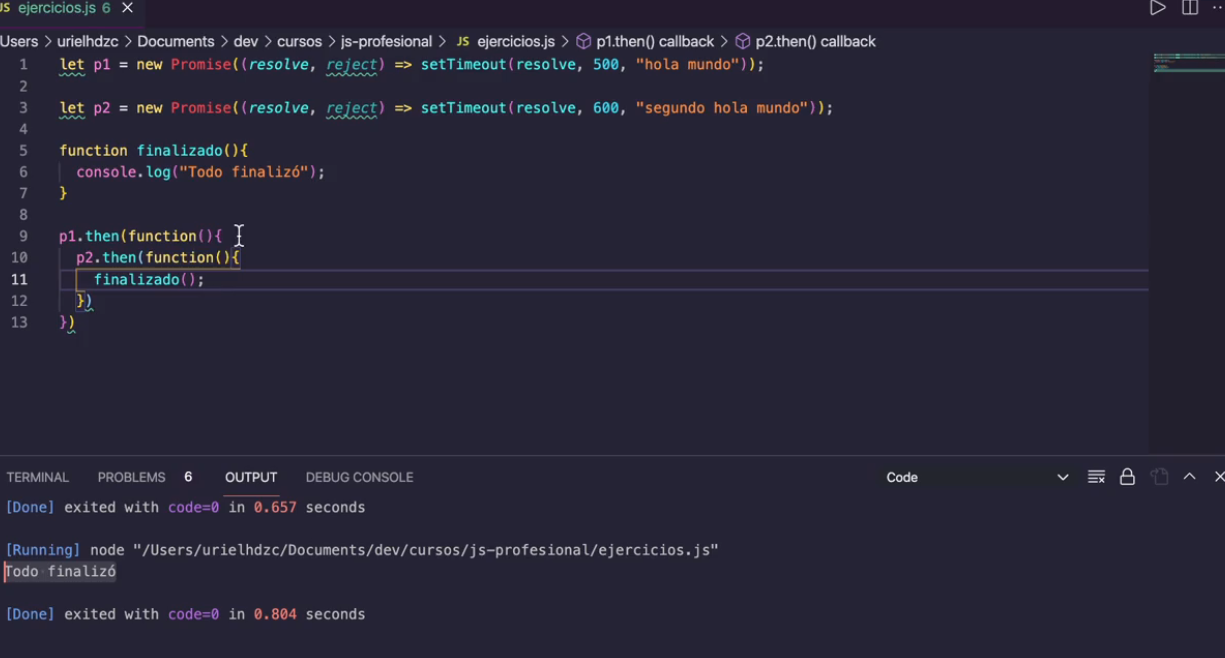 JS ejercicios.js 6 ×
Users > urielhdzc > Documents > dev > cursos > js-profesional > JS ejercicios.js > p1.then() callback > p2.then() callback
1 let p1 = new Promise((resolve, reject) => setTimeout(resolve, 500, "hola mundo"));
2
3 let p2 = new Promise((resolve, reject) => setTimeout(resolve, 600, "segundo hola mundo"));
4
5 function finalizado(){
6 console.log("Todo finalizó");
7 }
8
9 p1.then(function(){
10 p2.then(function(){
11 finalizado();
12 })
13 })
TERMINAL PROBLEMS 6 OUTPUT DEBUG CONSOLE Code
[Done] exited with code=0 in 0.657 seconds
[Running] node "/Users/urielhdzc/Documents/dev/cursos/js-profesional/ejercicios.js"
Todo finalizó
[Done] exited with code=0 in 0.804 seconds